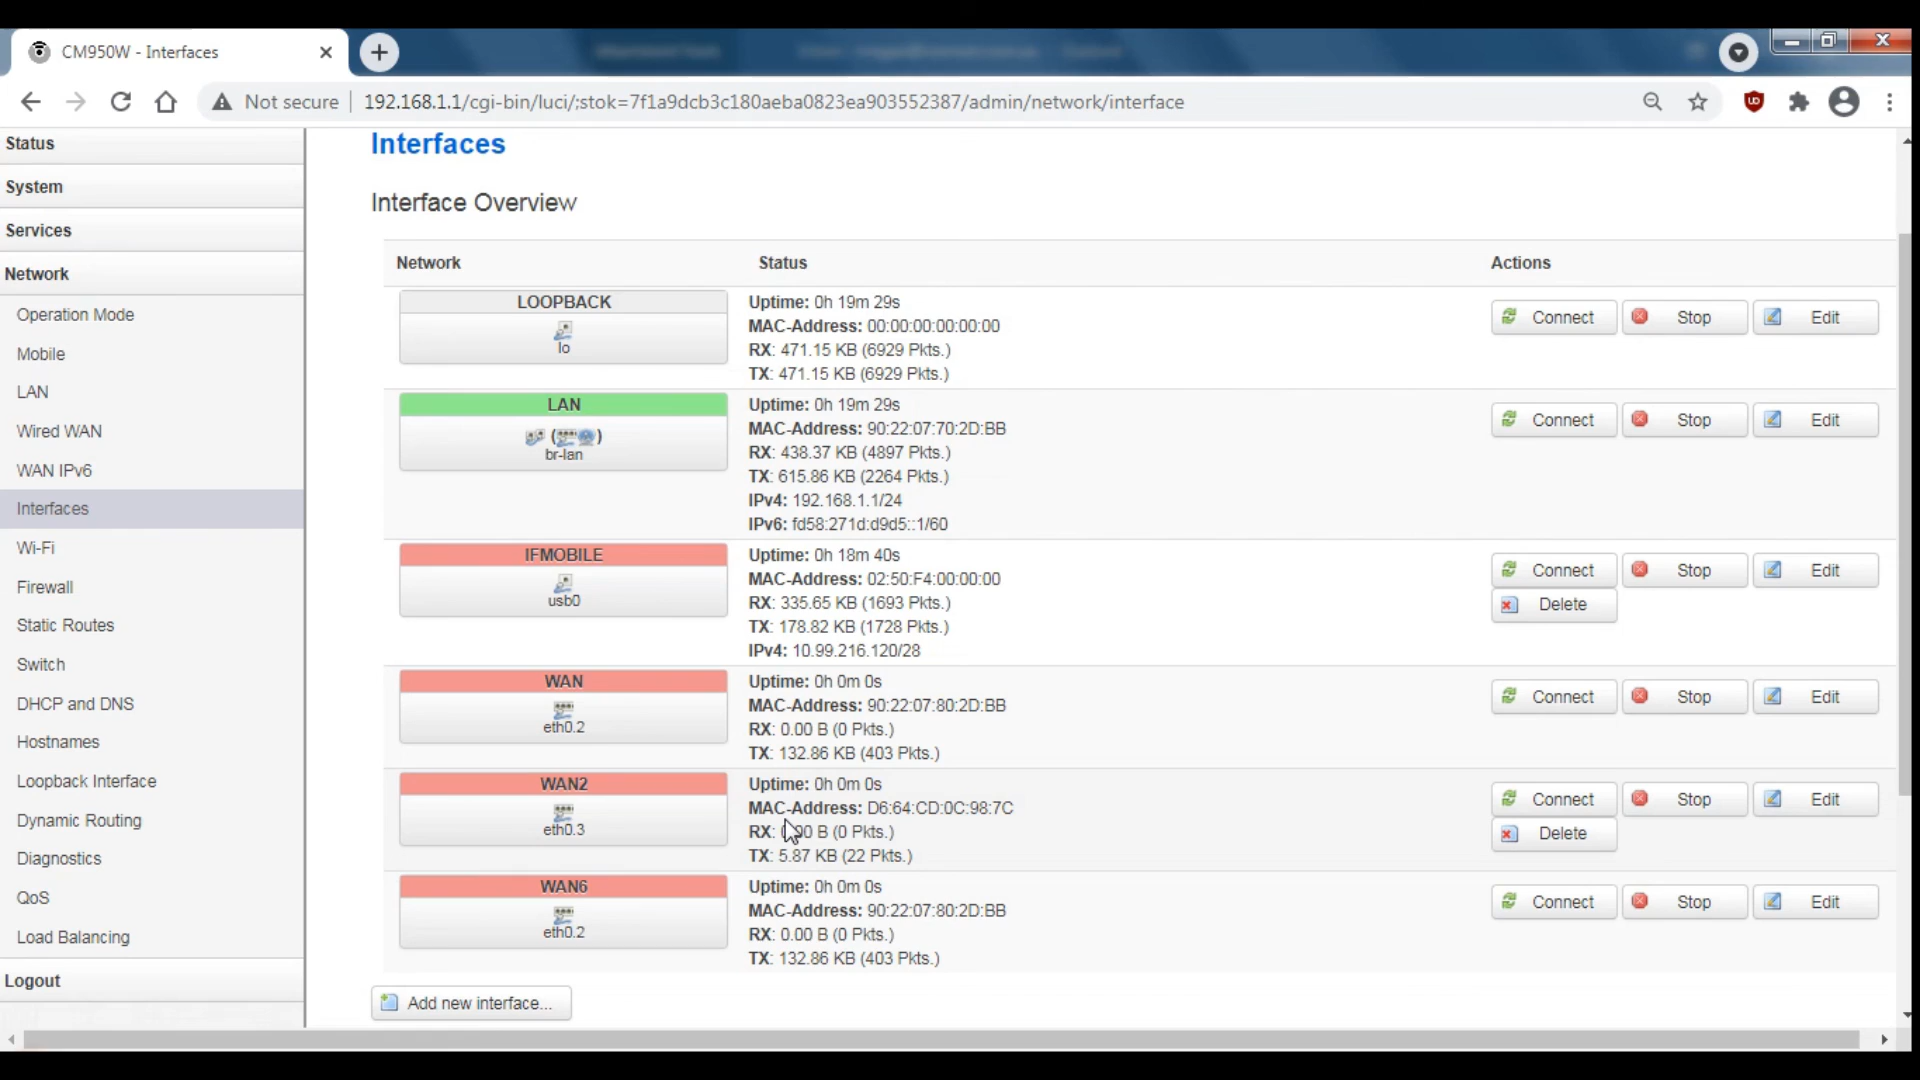 CM950W - Interfaces
Not secure
192.168.1.1/cgi-bin/luci/;stok=7f1a9dcb3c180aeba0823ea903552387/admin/network/interface
Status
System
Services
Network
Operation Mode
Mobile
LAN
Wired WAN
WAN IPv6
Interfaces
Wi-Fi
Firewall
Static Routes
Switch
DHCP and DNS
Hostnames
Loopback Interface
Dynamic Routing
Diagnostics
QoS
Load Balancing
Logout
Interfaces
Interface Overview
Network Status Actions
LOOPBACK
lo
Uptime: 0h 19m 29s
MAC-Address: 00:00:00:00:00:00
RX: 471.15 KB (6929 Pkts.)
TX: 471.15 KB (6929 Pkts.)
Connect Stop Edit
LAN
( )
br-lan
Uptime: 0h 19m 29s
MAC-Address: 90:22:07:70:2D:BB
RX: 438.37 KB (4897 Pkts.)
TX: 615.86 KB (2264 Pkts.)
IPv4: 192.168.1.1/24
IPv6: fd58:271d:d9d5::1/60
Connect Stop Edit
IFMOBILE
usb0
Uptime: 0h 18m 40s
MAC-Address: 02:50:F4:00:00:00
RX: 335.65 KB (1693 Pkts.)
TX: 178.82 KB (1728 Pkts.)
IPv4: 10.99.216.120/28
Connect Stop Edit
Delete
WAN
eth0.2
Uptime: 0h 0m 0s
MAC-Address: 90:22:07:80:2D:BB
RX: 0.00 B (0 Pkts.)
TX: 132.86 KB (403 Pkts.)
Connect Stop Edit
WAN2
eth0.3
Uptime: 0h 0m 0s
MAC-Address: D6:64:CD:0C:98:7C
RX: 0.00 B (0 Pkts.)
TX: 5.87 KB (22 Pkts.)
Connect Stop Edit
Delete
WAN6
eth0.2
Uptime: 0h 0m 0s
MAC-Address: 90:22:07:80:2D:BB
RX: 0.00 B (0 Pkts.)
TX: 132.86 KB (403 Pkts.)
Connect Stop Edit
Add new interface...